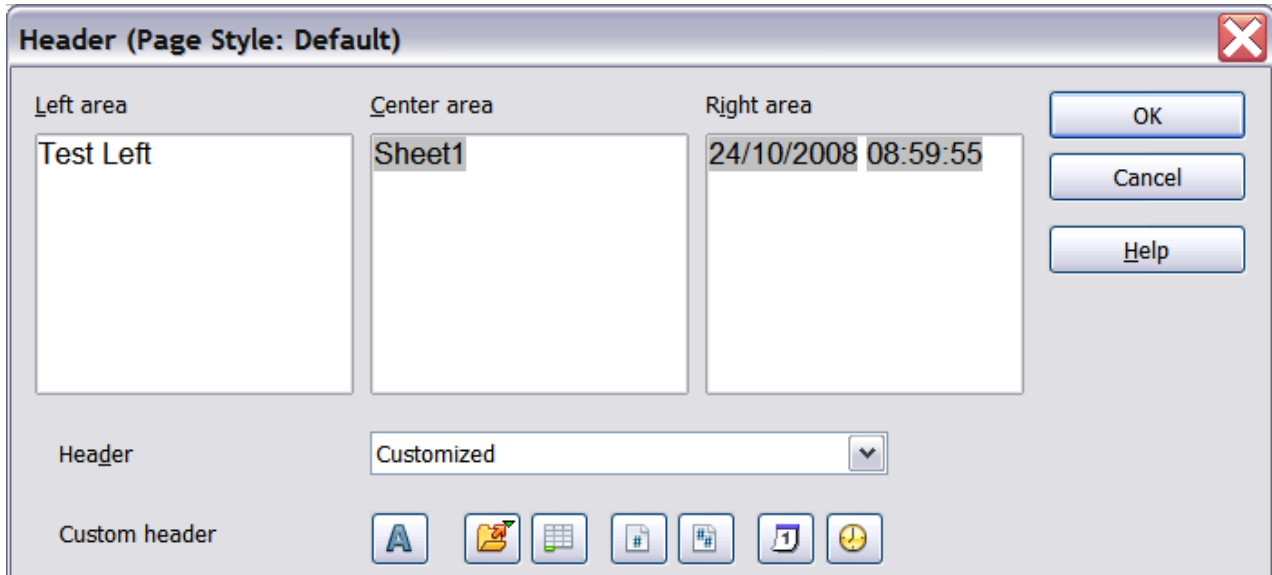 Header (Page Style: Default)
Left area
Center area
Right area
Test Left
Sheet1
24/10/2008 08:59:55
OK
Cancel
Help
Header
Customized
Custom header
A
#
##
1